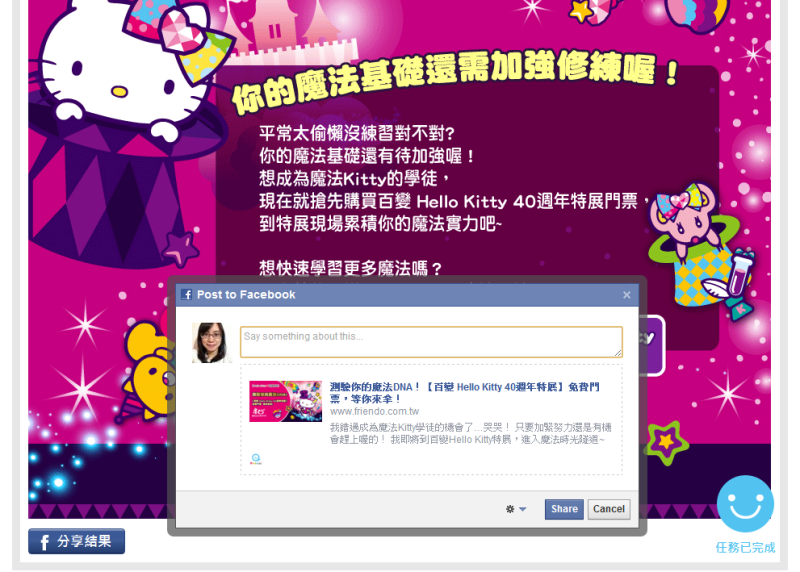 你的魔法基礎還需加強修練喔！
平常太偷懶沒練習對不對?
你的魔法基礎還有待加強喔！
想成為魔法Kitty的學徒，
現在就搶先購買百變 Hello Kitty 40週年特展門票，
到特展現場累積你的魔法實力吧~
想快速學習更多魔法嗎？
Post to Facebook
Say something about this...
測驗你的魔法DNA！【百變 Hello Kitty 40週年特展】免費門
票，等你來拿！
www.friendo.com.tw
我錯過成為魔法Kitty學徒的機會了...哭哭！ 只要加緊努力還是有機
會趕上喔的！ 我即將到百變Hello Kitty特展，進入魔法時光隧道~
Share
Cancel
分享結果
任務已完成